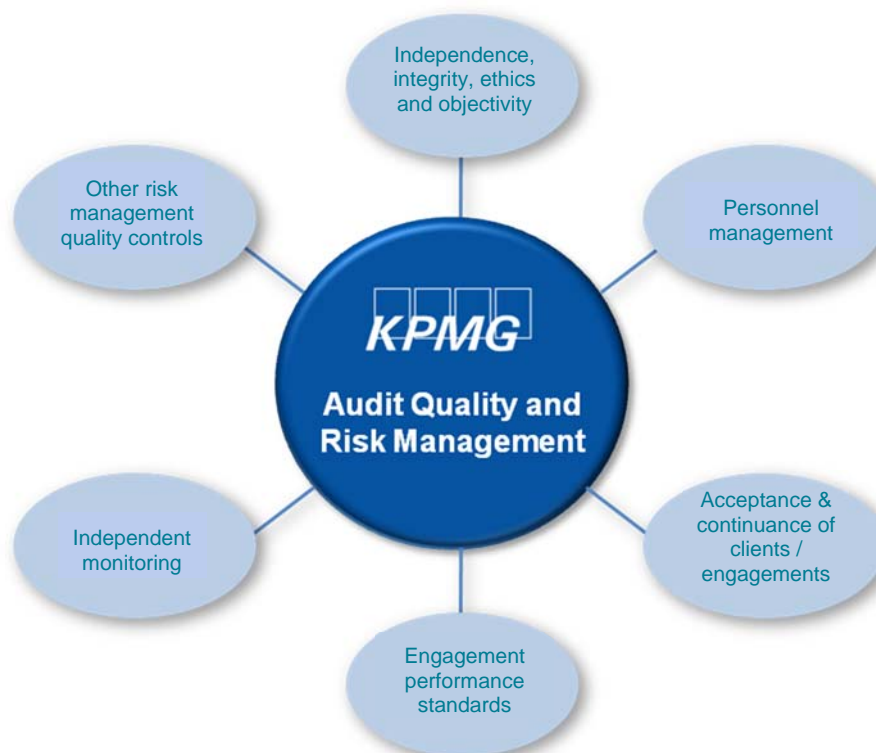 Independence,
integrity, ethics
and objectivity
Other risk
management
quality controls
Personnel
management
KPMG
Audit Quality and
Risk Management
Independent
monitoring
Acceptance &
continuance of
clients /
engagements
Engagement
performance
standards